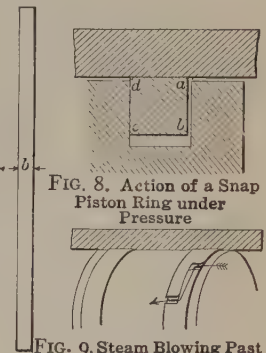 b
d a
c b
FIG. 8. Action of a Snap
Piston Ring under
Pressure
FIG. 9. Steam Blowing Past